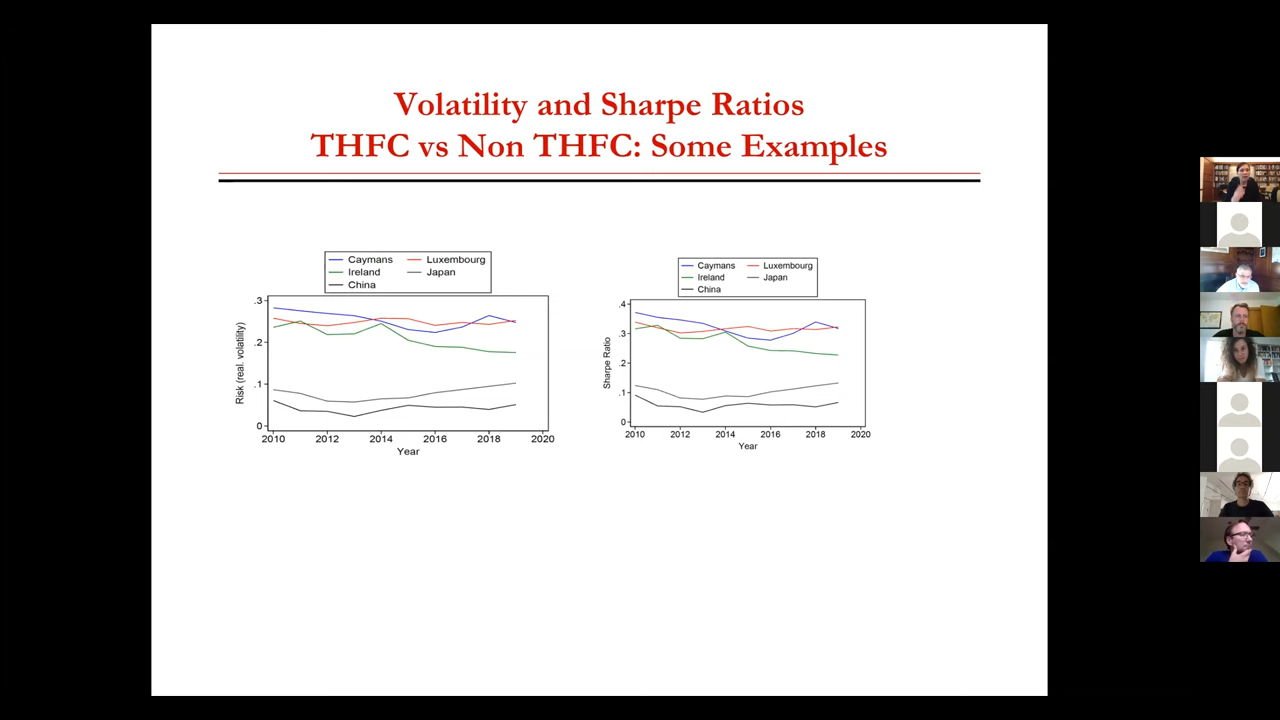 Volatility and Sharpe Ratios
THFC vs Non THFC: Some Examples
Caymans Luxembourg
Ireland Japan
China
.3
.2
.1
0
Risk (real. volatility)
2010 2012 2014 2016 2018 2020
Year
Caymans Luxembourg
Ireland Japan
China
.4
.3
.2
.1
0
Sharpe Ratio
2010 2012 2014 2016 2018 2020
Year